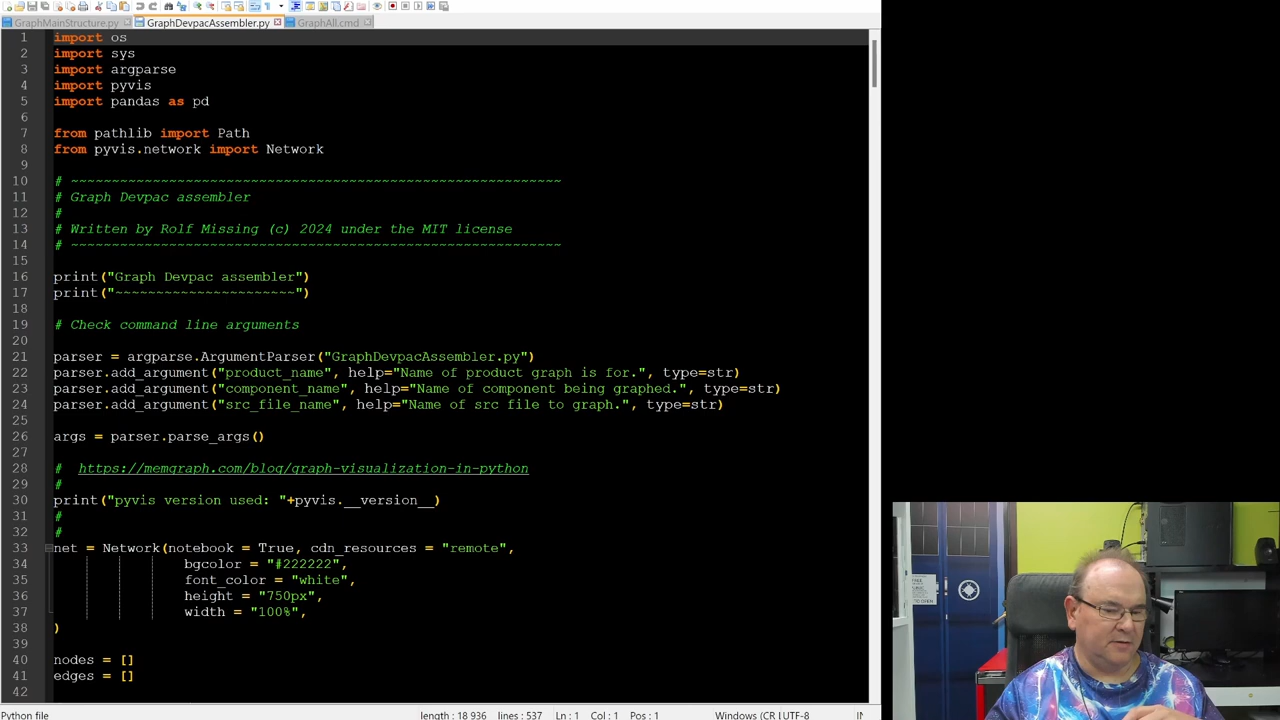 GraphMainStructure.py
GraphDevpacAssembler.py
GraphAll.cmd
1 import os
2 import sys
3 import argparse
4 import pyvis
5 import pandas as pd
6
7 from pathlib import Path
8 from pyvis.network import Network
9
10 # ~~~~~~~~~~~~~~~~~~~~~~~~~~~~~~~~~~~~~~~~~~~~~~~~~~~~~~~~~~~~
11 # Graph Devpac assembler
12 #
13 # Written by Rolf Missing (c) 2024 under the MIT license
14 # ~~~~~~~~~~~~~~~~~~~~~~~~~~~~~~~~~~~~~~~~~~~~~~~~~~~~~~~~~~~~
15
16 print("Graph Devpac assembler")
17 print("~~~~~~~~~~~~~~~~~~~~~~")
18
19 # Check command line arguments
20
21 parser = argparse.ArgumentParser("GraphDevpacAssembler.py")
22 parser.add_argument("product_name", help="Name of product graph is for.", type=str)
23 parser.add_argument("component_name", help="Name of component being graphed.", type=str)
24 parser.add_argument("src_file_name", help="Name of src file to graph.", type=str)
25
26 args = parser.parse_args()
27
28 # https://memgraph.com/blog/graph-visualization-in-python
29 #
30 print("pyvis version used: "+pyvis.__version__)
31 #
32 #
33 net = Network(notebook = True, cdn_resources = "remote",
34 bgcolor = "#222222",
35 font_color = "white",
36 height = "750px",
37 width = "100%",
38 )
39
40 nodes = []
41 edges = []
42
Python file
length : 18 936 lines : 537
Ln : 1 Col : 1 Pos : 1
Windows (CR LF)
UTF-8